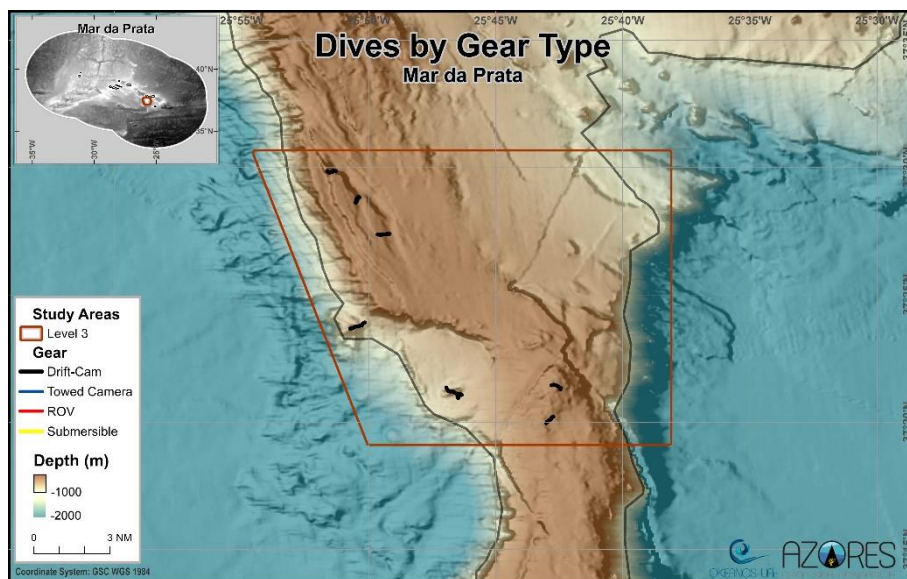 Mar da Prata
40°N
35°N
35°W
30°W
25°W
25°55'W
25°50'W
25°45'W
25°40'W
25°35'W
25°30'W
Dives by Gear Type
Mar da Prata
Study Areas
Level 3
Gear
Drift-Cam
Towed Camera
ROV
Submersible
Depth (m)
-1000
-2000
0
3 NM
Coordinate System: GSC WGS 1984
AZORES